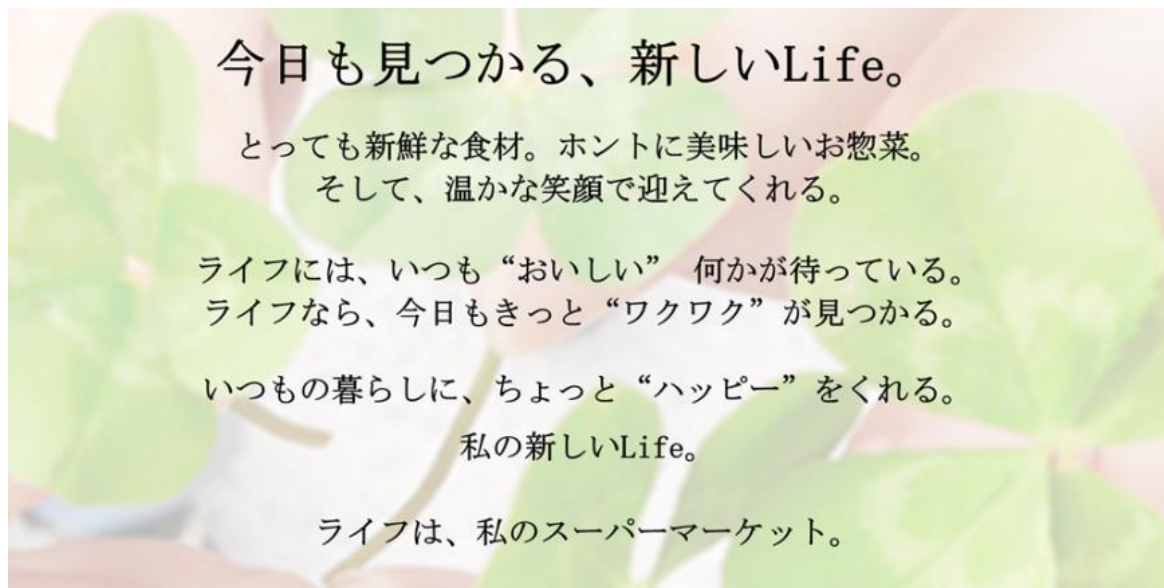 今日も見つかる、新しいLife。
とっても新鮮な食材。ホントに美味しいお惣菜。
そして、温かな笑顔で迎えてくれる。
ライフには、いつも“おいしい” 何かが待っている。
ライフなら、今日もきっと“ワクワク”が見つかる。
いつもの暮らしに、ちょっと“ハッピー”をくれる。
私の新しいLife。
ライフは、私のスーパーマーケット。